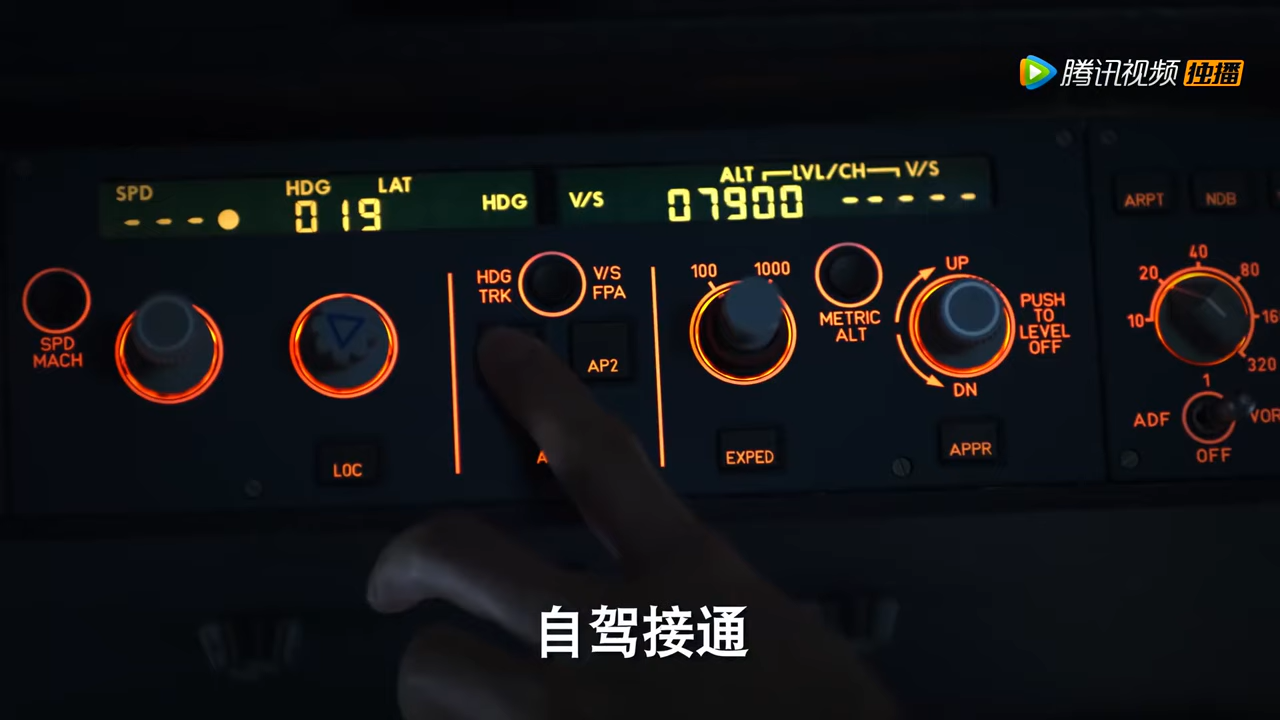 腾讯视频 独播
SPD HDG LAT HDG V/S ALT LVL/CH V/S
- - - 019 07900 - - - - -
ARPT NDB
HDG TRK V/S FPA
100 1000
UP
SPD MACH
METRIC ALT
PUSH TO LEVEL OFF
AP2
DN
LOC
EXPED
APPR
10 20 40 80 16 320
1
ADF VOR
OFF
自驾接通